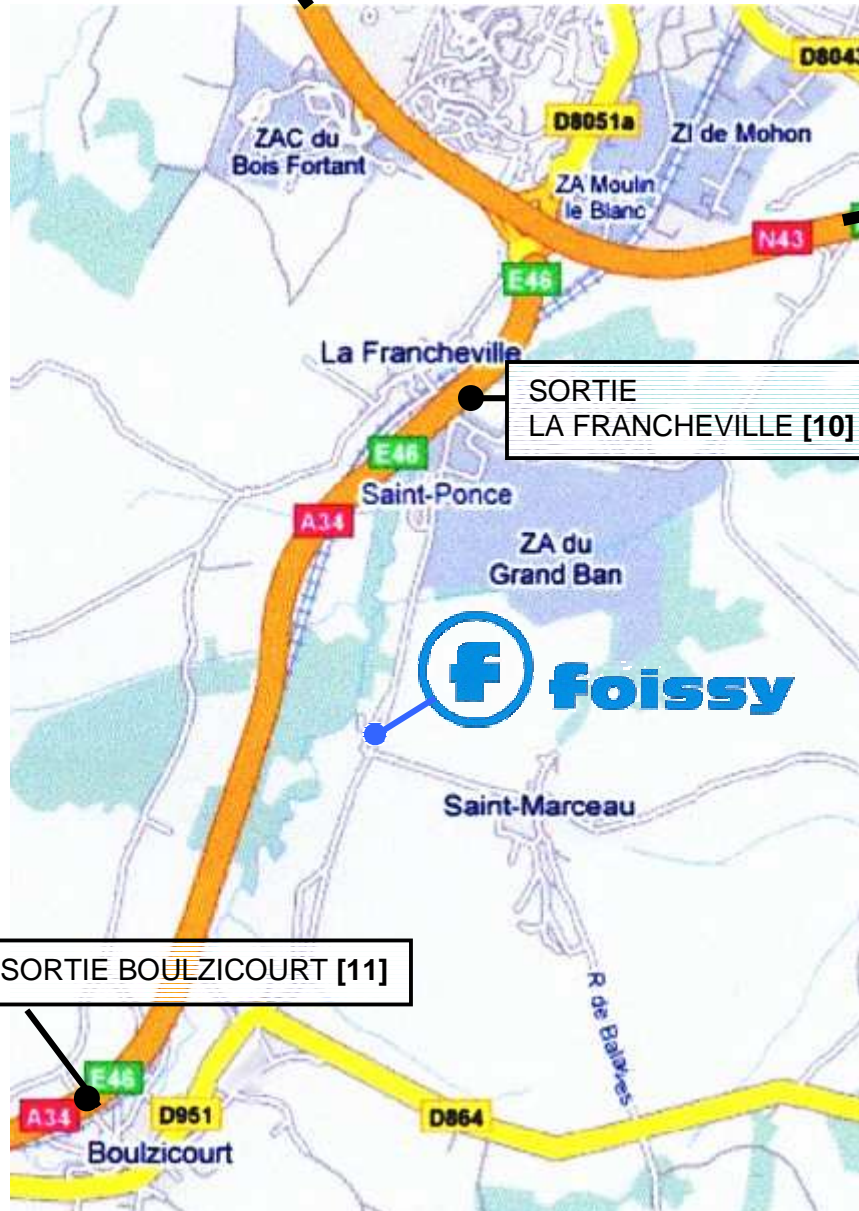 D8043
D8051a
ZI de Mohon
ZAC du
Bois Fortant
ZA Moulin
le Blanc
N43
E46
La Francheville
SORTIE
LA FRANCHEVILLE [10]
E46
Saint-Ponce
A34
ZA du
Grand Ban
f foissy
Saint-Marceau
SORTIE BOULZICOURT [11]
R de Balaives
E46
A34
D951
D864
Boulzicourt